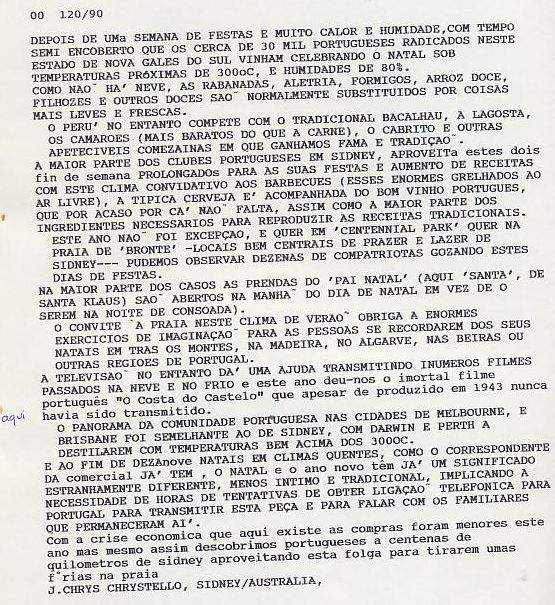 OO  120/90
DEPOIS DE UMa SEMANA DE FESTAS E MUITO CALOR E HUMIDADE,COM TEMPO
SEMI ENCOBERTO QUE OS CERCA DE 30 MIL PORTUGUESES RADICADOS NESTE
ESTADO DE NOVA GALES DO SUL VINHAM CELEBRANDO O NATAL SOB
TEMPERATURAS PRóXIMAS DE 300oC, E HUMIDADES DE 80%.
COMO NAO~ HA' NEVE, AS RABANADAS, ALETRIA, FORMIGOS, ARROZ DOCE,
FILHOZES E OUTROS DOCES SAO~ NORMALMENTE SUBSTITUIDOS POR COISAS
MAIS LEVES E FRESCAS.
O PERU' NO ENTANTO COMPETE COM O TRADICIONAL BACALHAU, A LAGOSTA,
OS CAMAROES (MAIS BARATOS DO QUE A CARNE), O CABRITO E OUTRAS
APETECIVEIS COMEZAINAS EM QUE GANHAMOS FAMA E TRADIÇAO~.
A MAIOR PARTE DOS CLUBES PORTUGUESES EM SIDNEY, APROVEITa estes dois
fin de semana PROLONGADOs PARA AS SUAS FESTAS E AUMENTO DE RECEITAS
COM ESTE CLIMA CONVIDATIVO AOS BARBECUES (ESSES ENORMES GRELHADOS AO
AR LIVRE), A TIPICA CERVEJA E' ACOMPANHADA DO BOM VINHO PORTUGUES,
QUE POR ACASO POR CA' NAO~ FALTA, ASSIM COMO A MAIOR PARTE DOS
INGREDIENTES NECESSARIOS PARA REPRODUZIR AS RECEITAS TRADICIONAIS.
ESTE ANO NAO~ FOI EXCEPÇAO, E QUER EM 'CENTENNIAL PARK' QUER NA
PRAIA DE 'BRONTE' -LOCAIS BEM CENTRAIS DE PRAZER E LAZER DE
SIDNEY--- PUDEMOS OBSERVAR DEZENAS DE COMPATRIOTAS GOZANDO ESTES
DIAS DE FESTAS.
NA MAIOR PARTE DOS CASOS AS PRENDAS DO 'PAI NATAL' (AQUI 'SANTA', DE
SANTA KLAUS) SAO~ ABERTOS NA MANHA~ DO DIA DE NATAL EM VEZ DE O
SEREM NA NOITE DE CONSOADA).
O CONVITE `A PRAIA NESTE CLIMA DE VERAO~ OBRIGA A ENORMES
EXERCICIOS DE IMAGINAÇAO~ PARA AS PESSOAS SE RECORDAREM DOS SEUS
NATAIS EM TRAS OS MONTES, NA MADEIRA, NO ALGARVE, NAS BEIRAS OU
OUTRAS REGIOES DE PORTUGAL.
A TELEVISAO~ NO ENTANTO DA' UMA AJUDA TRANSMITINDO INUMEROS FILMES
PASSADOS NA NEVE E NO FRIO e este ano deu-nos o imortal filme
português "O Costa do Castelo" que apesar de produzido em 1943 nunca
aqui havia sido transmitido.
O PANORAMA DA COMUNIDADE PORTUGUESA NAS CIDADES DE MELBOURNE, E
BRISBANE FOI SEMELHANTE AO DE SIDNEY, COM DARWIN E PERTH A
DESTILAREM COM TEMPERATURAS BEM ACIMA DOS 300OC.
E AO FIM DE DEZAnove NATAIS EM CLIMAS QUENTES, COMO O CORRESPONDENTE
DA comercial JA' TEM , O NATAL e o ano novo têm JA' UM SIGNIFICADO
ESTRANHAMENTE DIFERENTE, MENOS INTIMO E TRADICIONAL, IMPLICANDO A
NECESSIDADE DE HORAS DE TENTATIVAS DE OBTER LIGAÇAO~ TELEFONICA PARA
PORTUGAL PARA TRANSMITIR ESTA PEÇA E PARA FALAR COM OS FAMILIARES
QUE PERMANECERAM AI'.
Com a crise economica que aqui existe as compras foram menores este
ano mas mesmo assim descobrimos portugueses a centenas de
quilometros de sidney aproveitando esta folga para tirarem umas
f´rias na praia
J.CHRYS CHRYSTELLO, SIDNEY/AUSTRALIA,